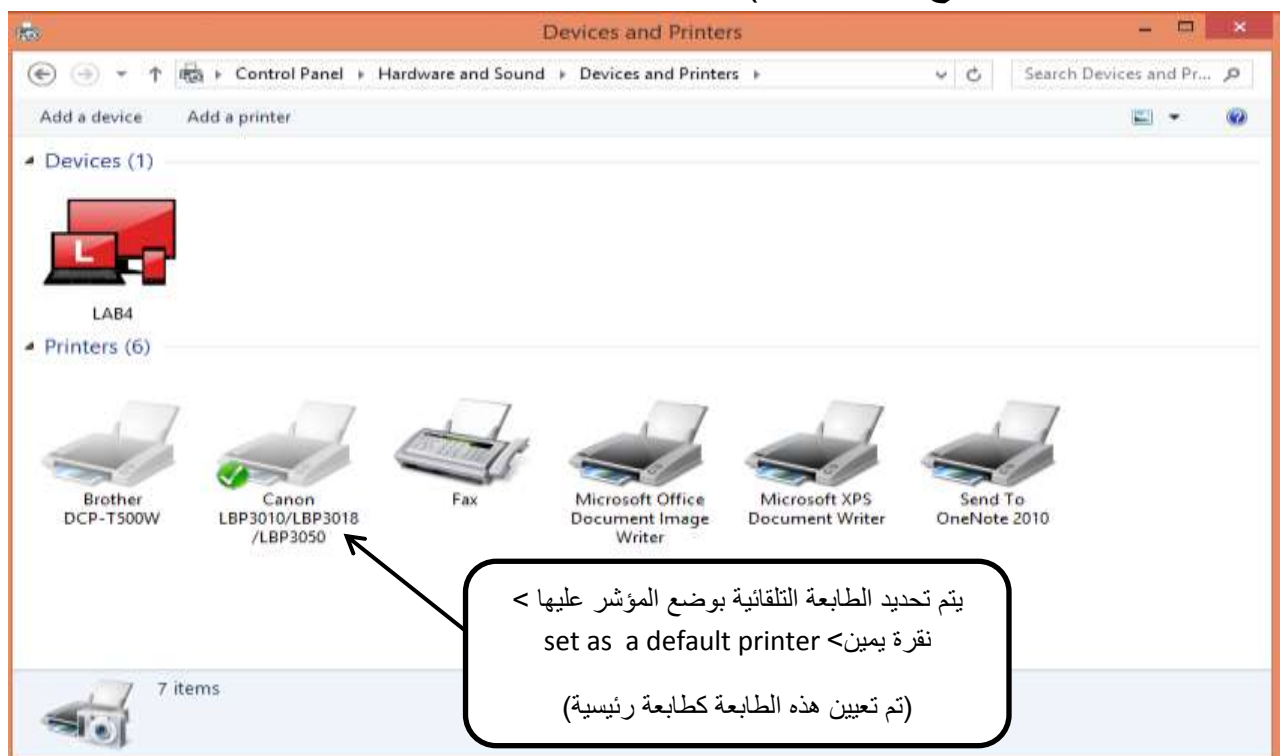 Devices and Printers
Control Panel ▸ Hardware and Sound ▸ Devices and Printers ▸
Search Devices and Pr...
Add a device Add a printer
Devices (1)
L
LAB4
Printers (6)
Brother
DCP-T500W
Canon
LBP3010/LBP3018
/LBP3050
Fax
Microsoft Office
Document Image
Writer
Microsoft XPS
Document Writer
Send To
OneNote 2010
يتم تحديد الطابعة التلقائية بوضع المؤشر عليها >
نقرة يمين> set as a default printer
(تم تعيين هذه الطابعة كطابعة رئيسية)
7 items